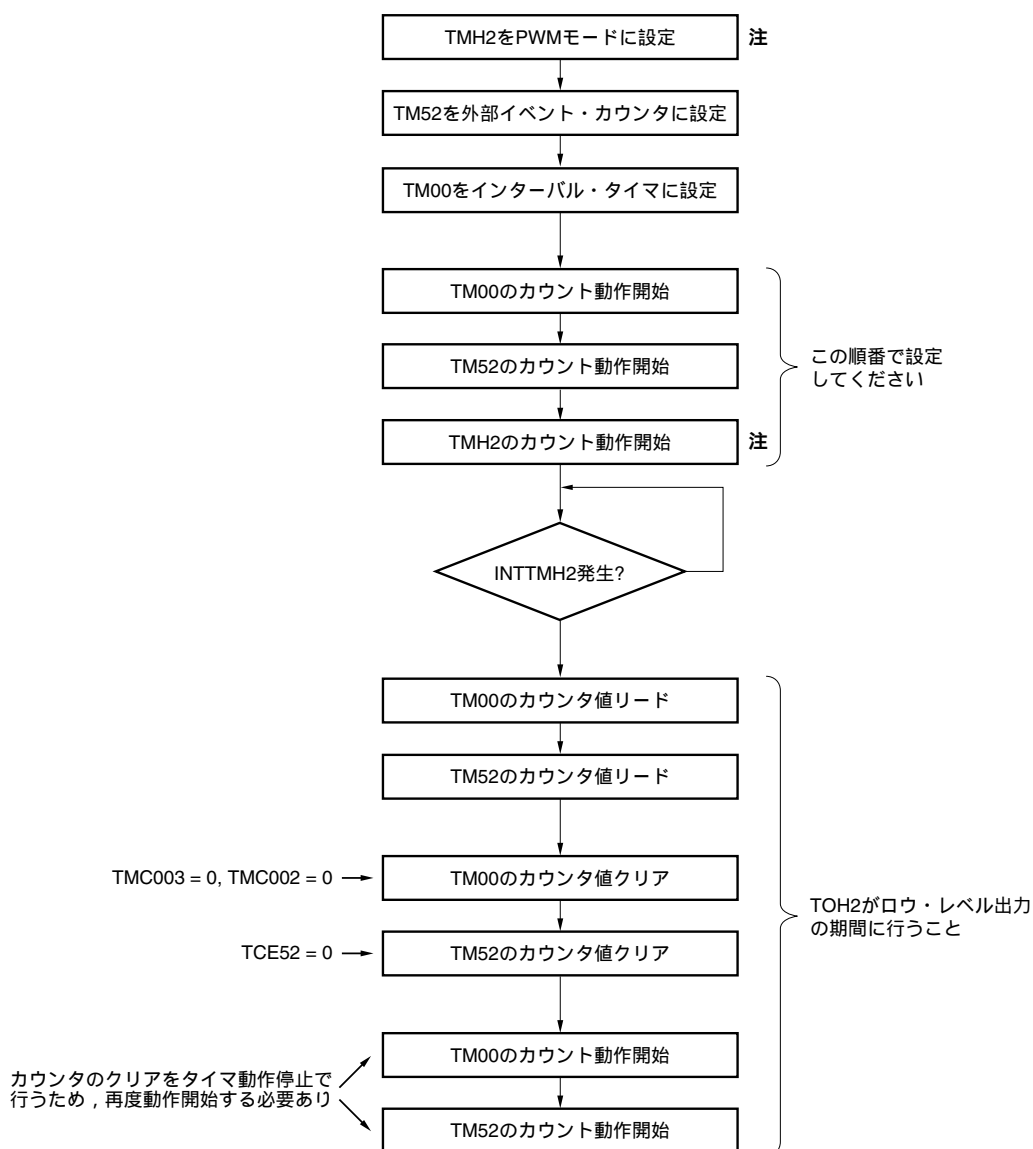 TMH2をPWMモードに設定 注
TM52を外部イベント・カウンタに設定
TM00をインターバル・タイマに設定
TM00のカウント動作開始
TM52のカウント動作開始
この順番で設定
してください
TMH2のカウント動作開始 注
INTTMH2発生?
TM00のカウンタ値リード
TM52のカウンタ値リード
TMC003 = 0, TMC002 = 0
TM00のカウンタ値クリア
TOH2がロウ・レベル出力
の期間に行うこと
TCE52 = 0
TM52のカウンタ値クリア
TM00のカウント動作開始
カウンタのクリアをタイマ動作停止で
行うため，再度動作開始する必要あり
TM52のカウント動作開始